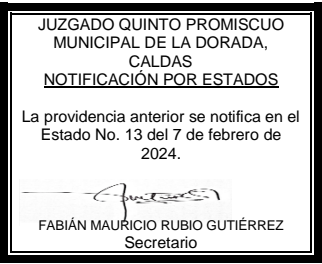 JUZGADO QUINTO PROMISCUO
MUNICIPAL DE LA DORADA,
CALDAS
NOTIFICACIÓN POR ESTADOS
La providencia anterior se notifica en el
Estado No. 13 del 7 de febrero de
2024.
FABIÁN MAURICIO RUBIO GUTIÉRREZ
Secretario